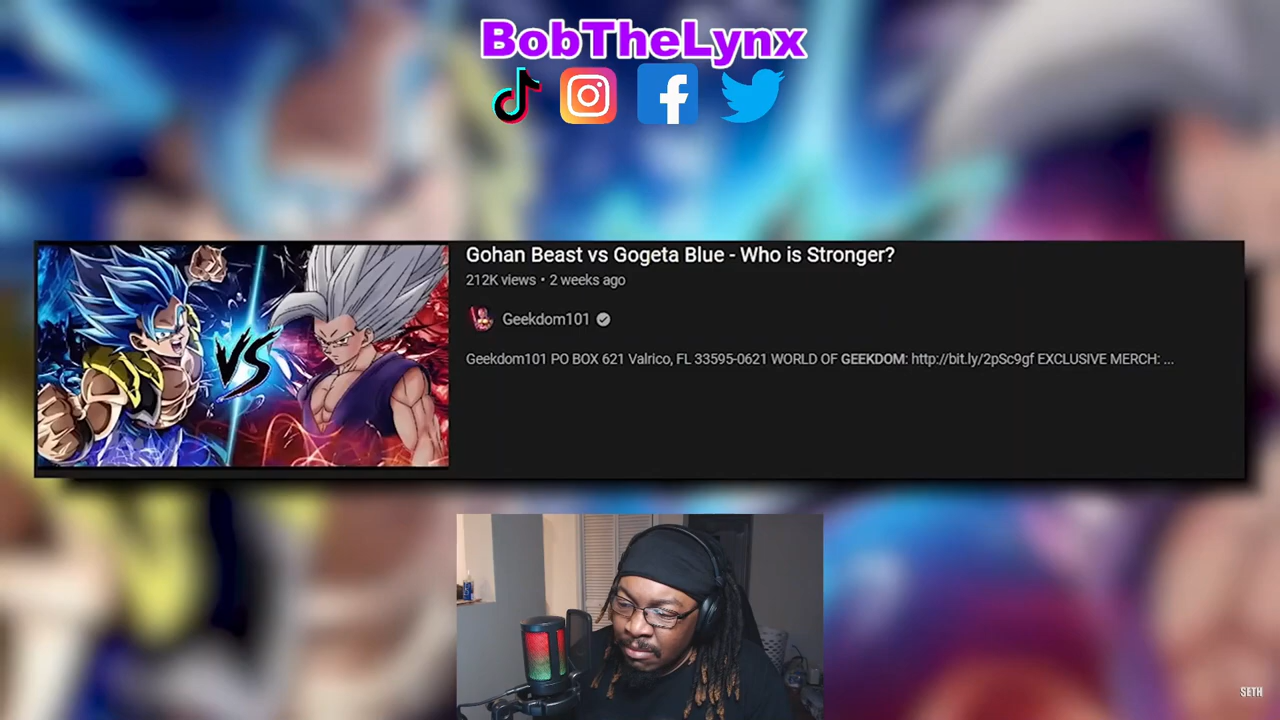 BobTheLynx
VS
Gohan Beast vs Gogeta Blue - Who is Stronger?
212K views • 2 weeks ago
Geekdom101
Geekdom101 PO BOX 621 Valrico, FL 33595-0621 WORLD OF GEEKDOM: http://bit.ly/2pSc9gf EXCLUSIVE MERCH: ...
SETH